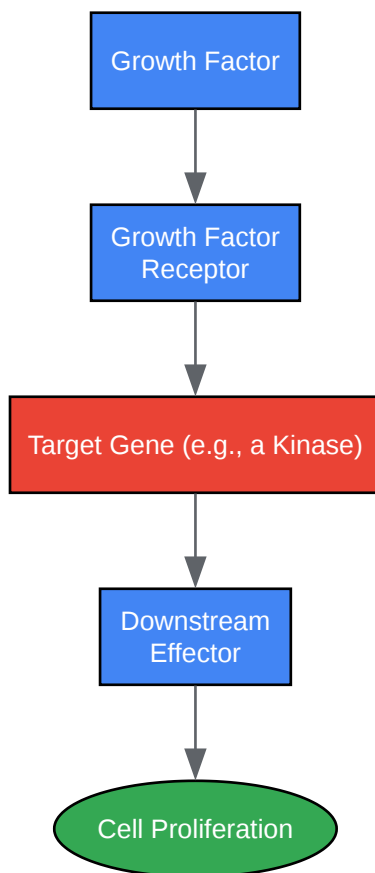 Growth Factor
Growth Factor
Receptor
Target Gene (e.g., a Kinase)
Downstream
Effector
Cell Proliferation